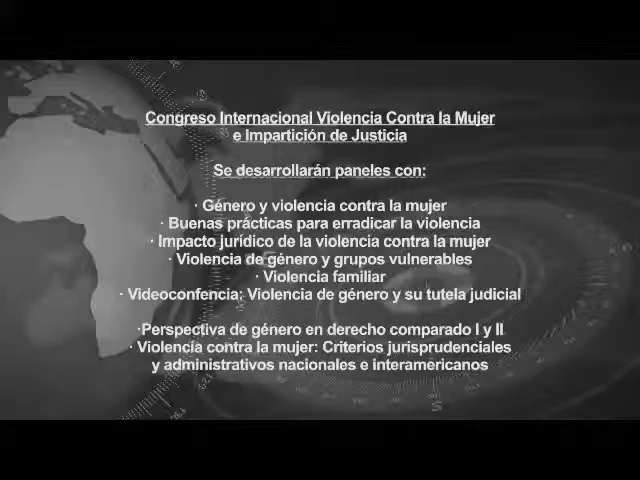 Congreso Internacional Violencia Contra la Mujer
e Impartición de Justicia
Se desarrollarán paneles con:
· Género y violencia contra la mujer
· Buenas prácticas para erradicar la violencia
· Impacto jurídico de la violencia contra la mujer
· Violencia de género y grupos vulnerables
· Violencia familiar
· Videoconfencia: Violencia de género y su tutela judicial
·Perspectiva de género en derecho comparado I y II
· Violencia contra la mujer: Criterios jurisprudenciales
y administrativos nacionales e interamericanos